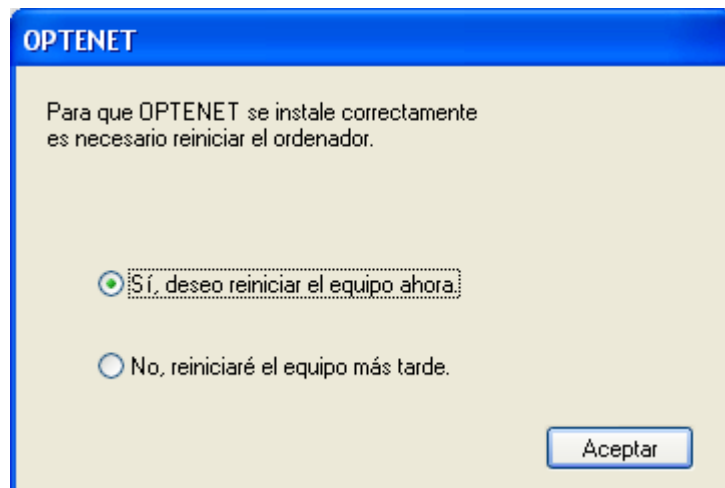 OPTENET
Para que OPTENET se instale correctamente
es necesario reiniciar el ordenador.
Sí, deseo reiniciar el equipo ahora.
No, reiniciaré el equipo más tarde.
Aceptar